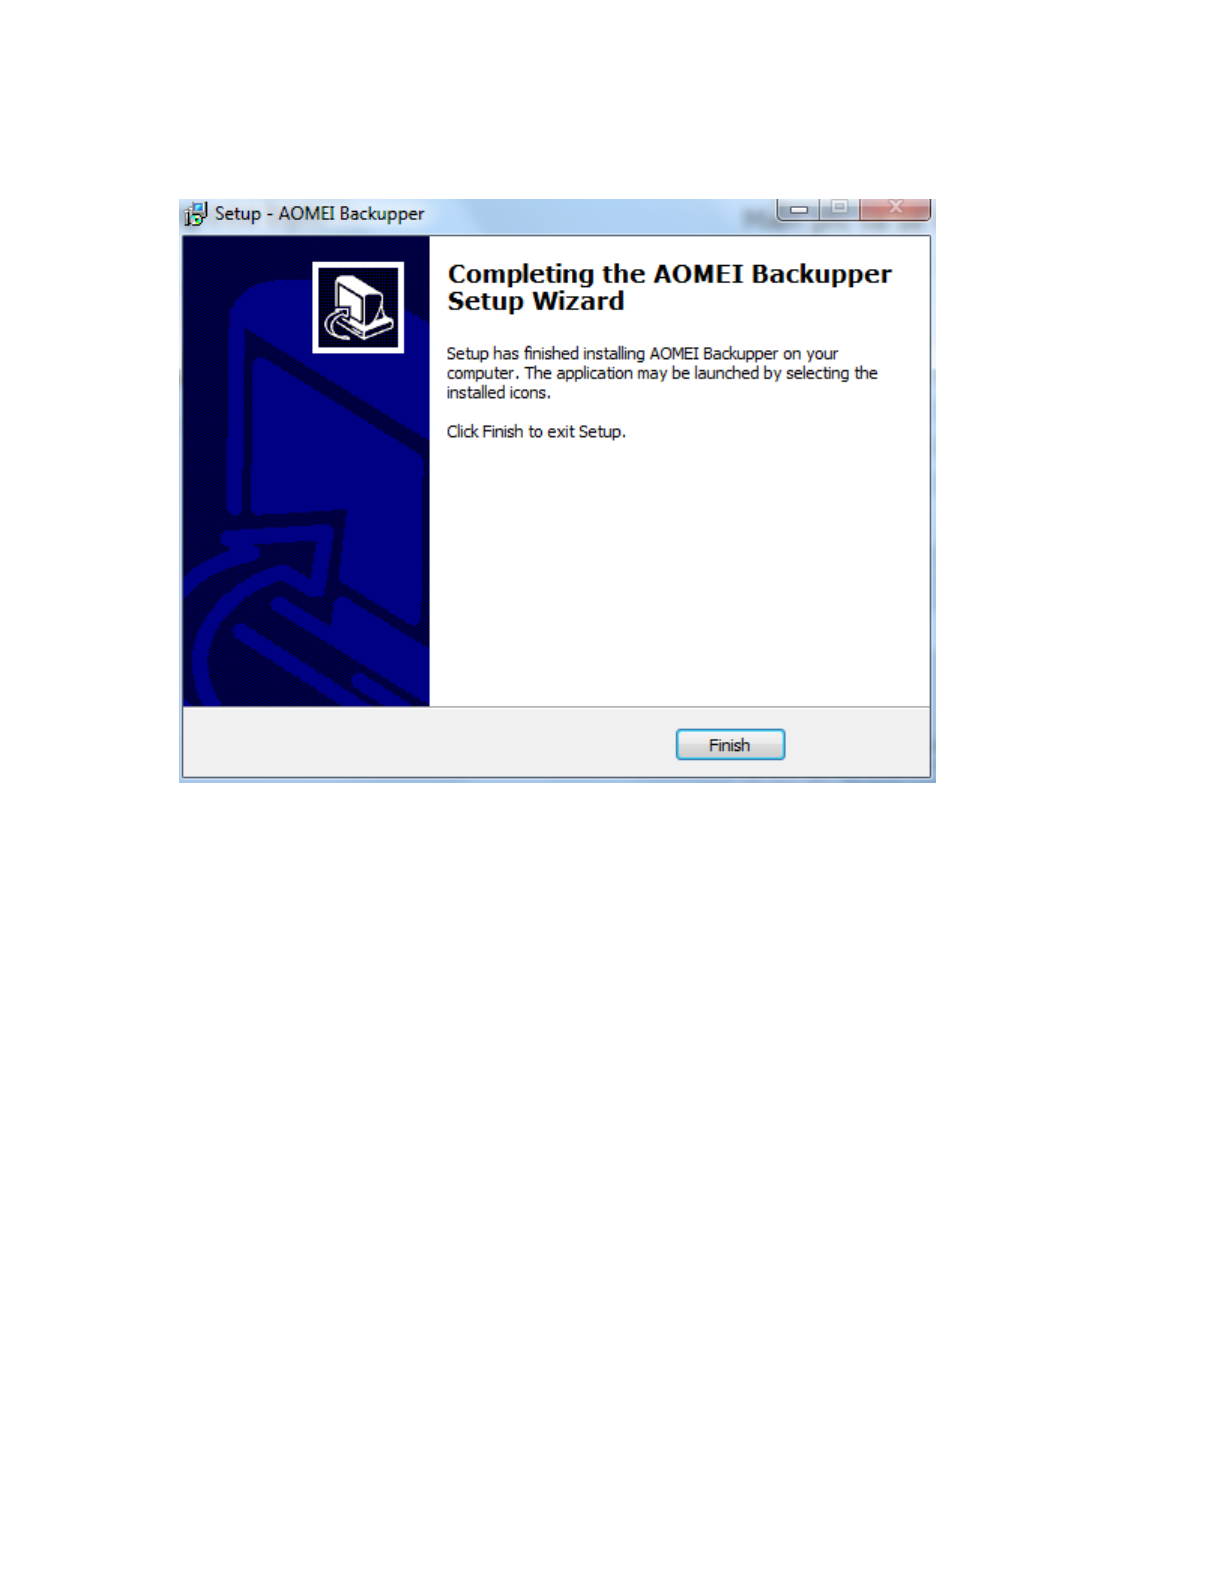 Setup - AOMEI Backupper
Completing the AOMEI Backupper
Setup Wizard
Setup has finished installing AOMEI Backupper on your
computer. The application may be launched by selecting the
installed icons.
Click Finish to exit Setup.
Finish